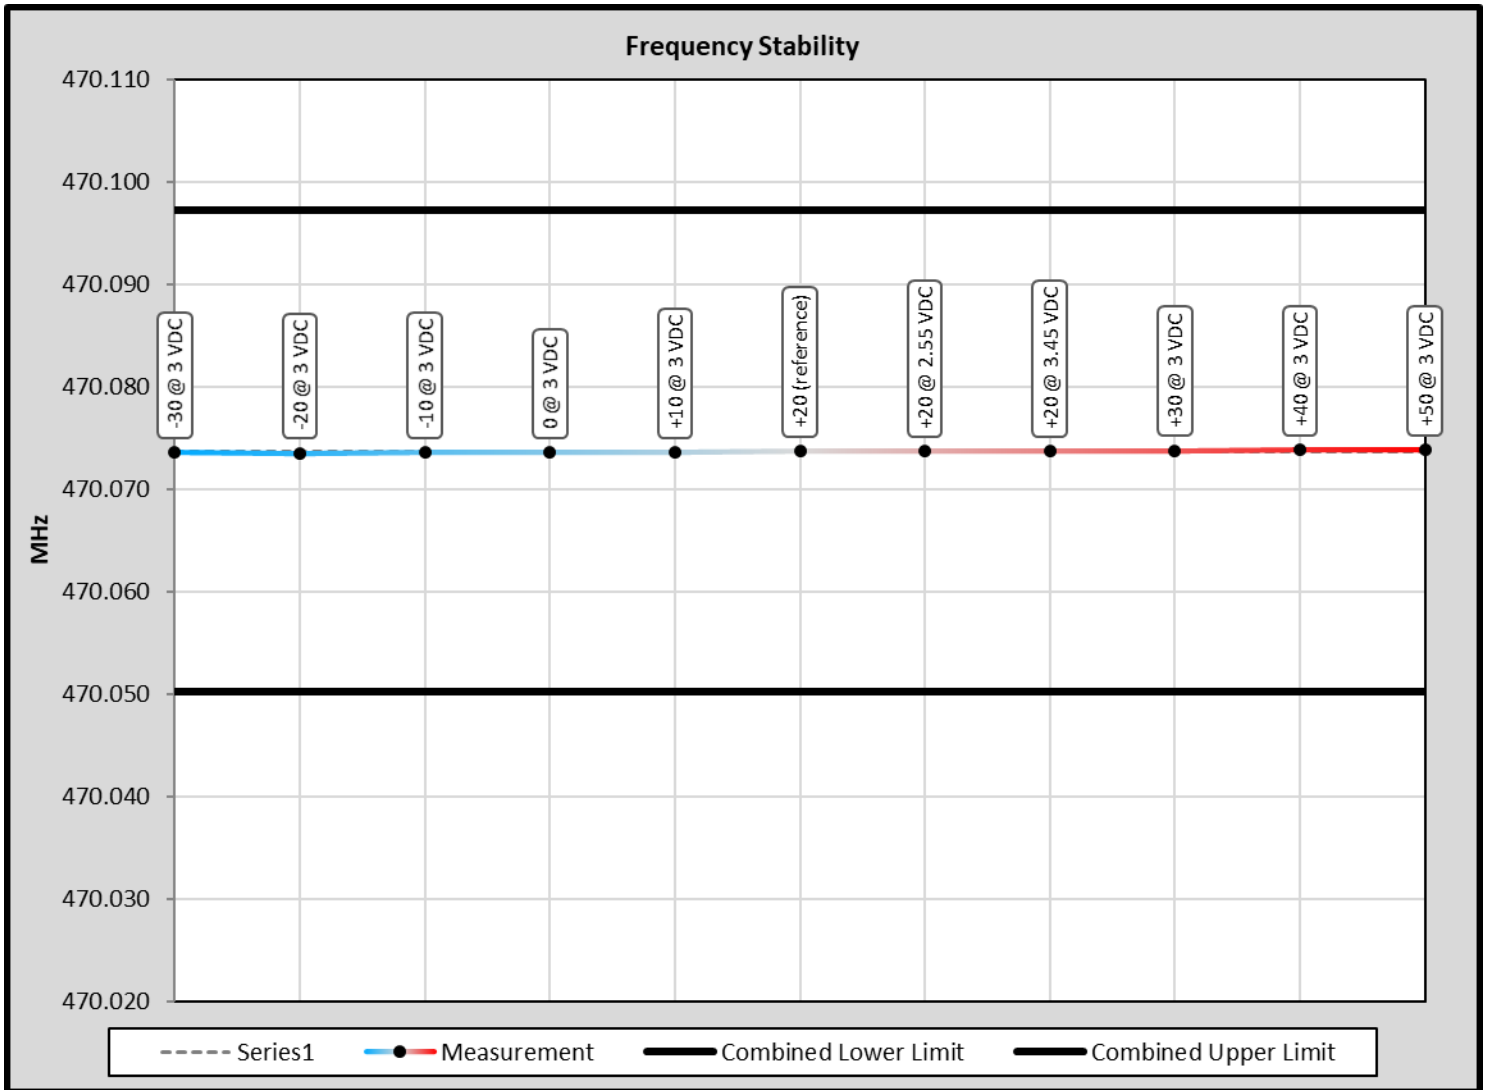 Frequency Stability
470.110
470.100
470.090
470.080
470.070
470.060
470.050
470.040
470.030
470.020
MHz
-30 @ 3 VDC
-20 @ 3 VDC
-10 @ 3 VDC
0 @ 3 VDC
+10 @ 3 VDC
+20 (reference)
+20 @ 2.55 VDC
+20 @ 3.45 VDC
+30 @ 3 VDC
+40 @ 3 VDC
+50 @ 3 VDC
Series1 Measurement Combined Lower Limit Combined Upper Limit